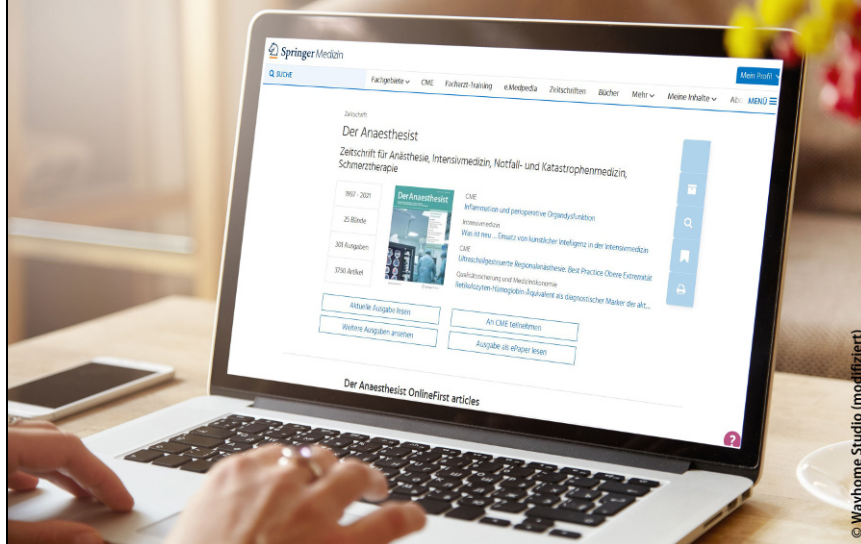 Springer Medizin
Mein Profil
SUCHE
Fachgebiete
CME
Facharzt-Training
e.Medpedia
Zeitschriften
Bücher
Mehr
Meine Inhalte
Abo
MENÜ
Zeitschrift
Der Anaesthesist
Zeitschrift für Anästhesie, Intensivmedizin, Notfall- und Katastrophenmedizin,
Schmerztherapie
1997 - 2021
25 Bände
301 Ausgaben
3750 Artikel
Der Anaesthesist
CME
Inflammation und perioperative Organdysfunktion
Intensivmedizin
Was ist neu ... Einsatz von künstlicher Intelligenz in der Intensivmedizin
CME
Ultraschallgesteuerte Regionalanästhesie: Best Practice Obere Extremität
Qualitätssicherung und Medizinökonomie
Retikulozyten-Hämoglobin-Äquivalent als diagnostischer Marker der akt...
Aktuelle Ausgabe lesen
An CME teilnehmen
Weitere Ausgaben ansehen
Ausgabe als ePaper lesen
Der Anaesthesist OnlineFirst articles
?
© Wayhome Studio (modifiziert)